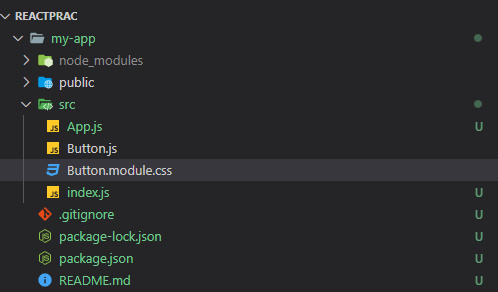 REACTPRAC
my-app
node_modules
public
src
App.js U
Button.js
Button.module.css
index.js U
.gitignore U
package-lock.json U
package.json U
README.md U